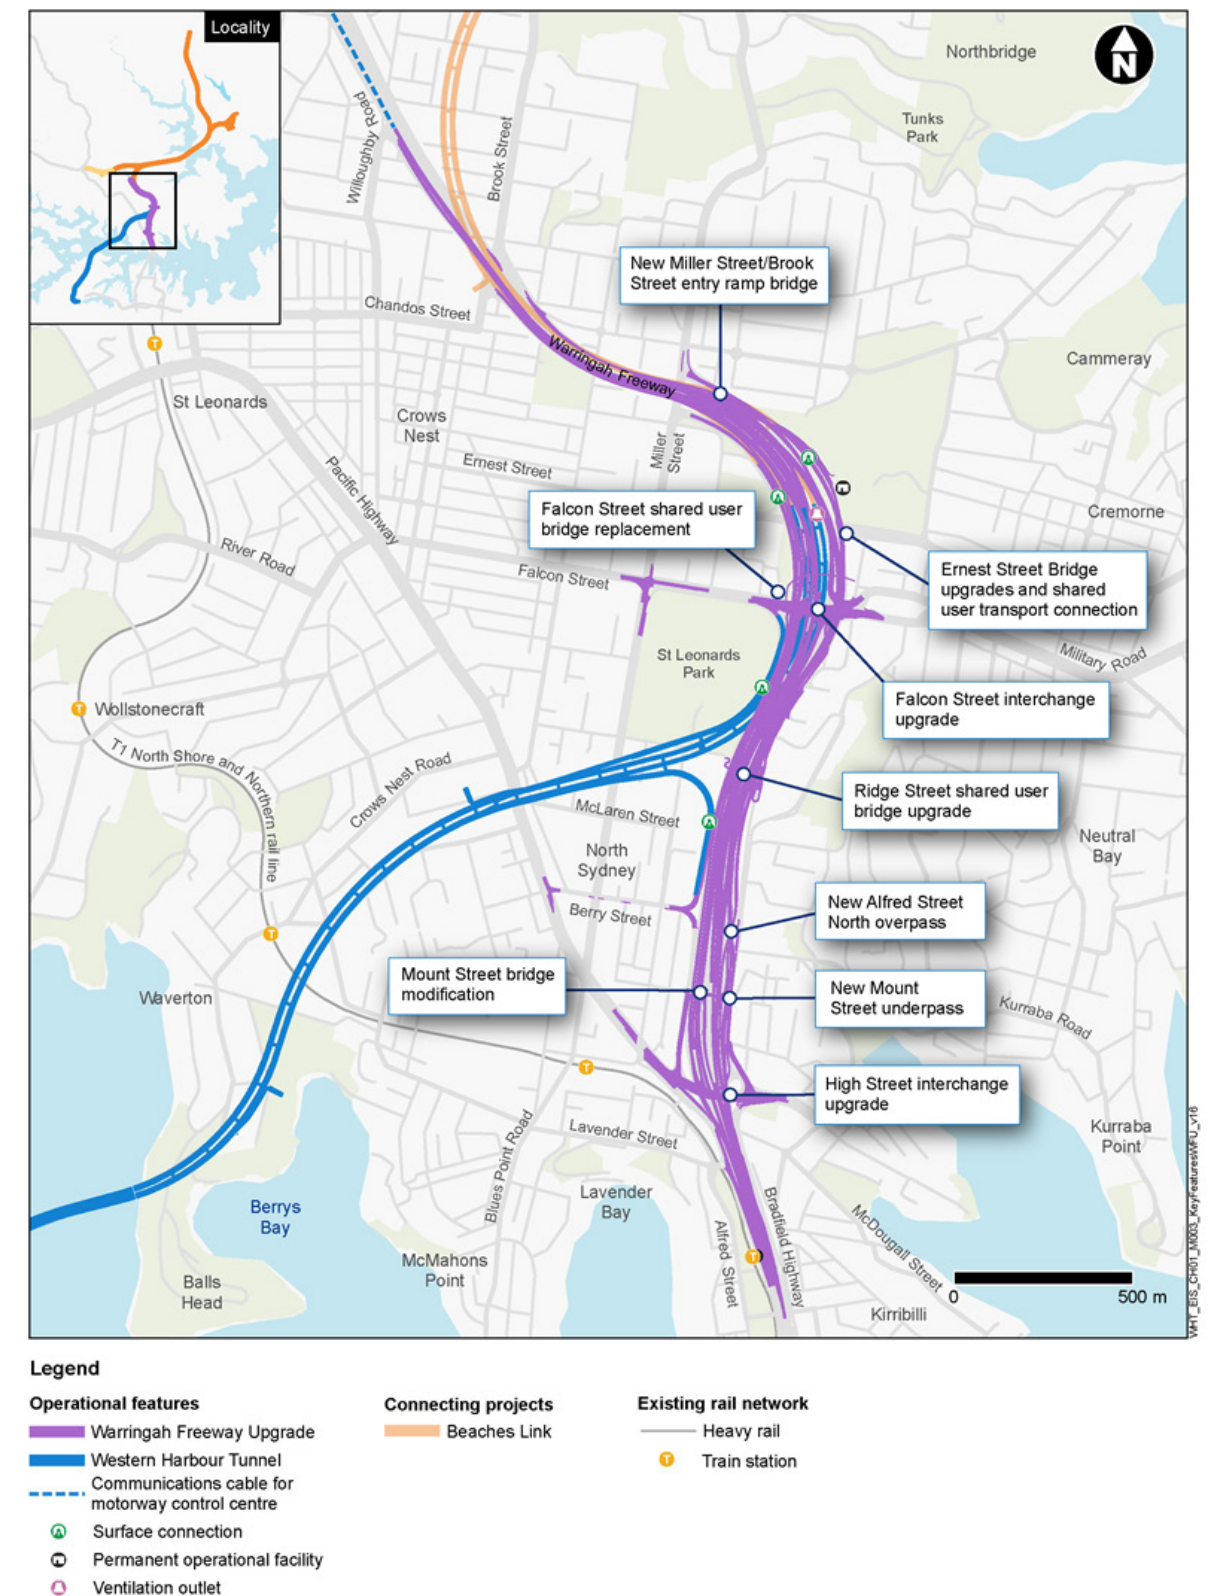 Locality
N
Northbridge
Tunks
Park
Willoughby Road
Brook Street
New Miller Street/Brook
Street entry ramp bridge
Chandos Street
Warringah Freeway
Cammeray
T
St Leonards
Crows
Nest
Miller
Street
Ernest Street
Pacific Highway
Falcon Street shared user
bridge replacement
Cremorne
River Road
Falcon Street
Ernest Street Bridge
upgrades and shared
user transport connection
St Leonards
Park
Military Road
Falcon Street interchange
upgrade
T
Wollstonecraft
T1 North Shore and Northern rail line
Crows Nest Road
Ridge Street shared user
bridge upgrade
McLaren Street
North
Sydney
Neutral
Bay
Berry Street
New Alfred Street
North overpass
T
Mount Street bridge
modification
Waverton
New Mount
Street underpass
Kurraba Road
T
High Street interchange
upgrade
Kurraba
Point
Lavender Street
Blues Point Road
Berrys
Bay
Lavender
Bay
Alfred Street
Bradfield Highway
McDougall Street
T
McMahons
Point
Balls
Head
Kirribilli
0 500 m
WHT_EIS_CH01_M003_KeyFeaturesWFU_v16
Legend
Operational features
Warringah Freeway Upgrade
Western Harbour Tunnel
Communications cable for
motorway control centre
Surface connection
Permanent operational facility
Ventilation outlet
Connecting projects
Beaches Link
Existing rail network
Heavy rail
T Train station